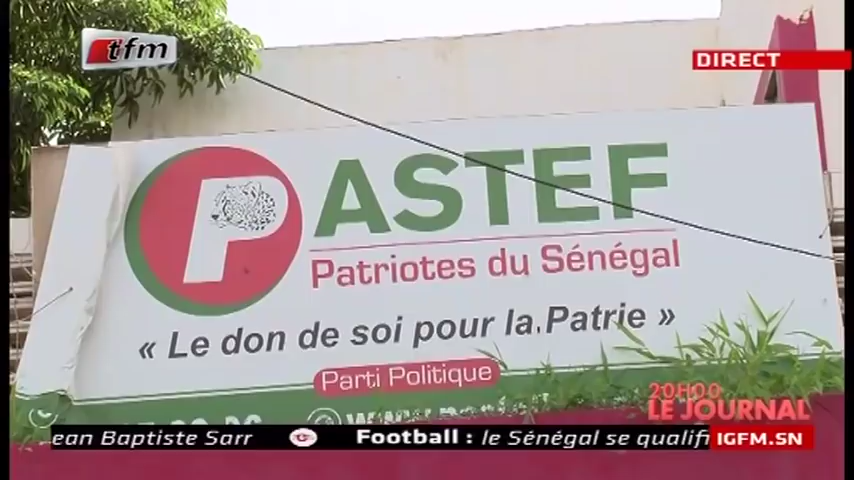 tfm
DIRECT
PASTEF
Patriotes du Sénégal
« Le don de soi pour la Patrie »
Parti Politique
20H00
LE JOURNAL
ean Baptiste Sarr Football : le Sénégal se qualif IGFM.SN